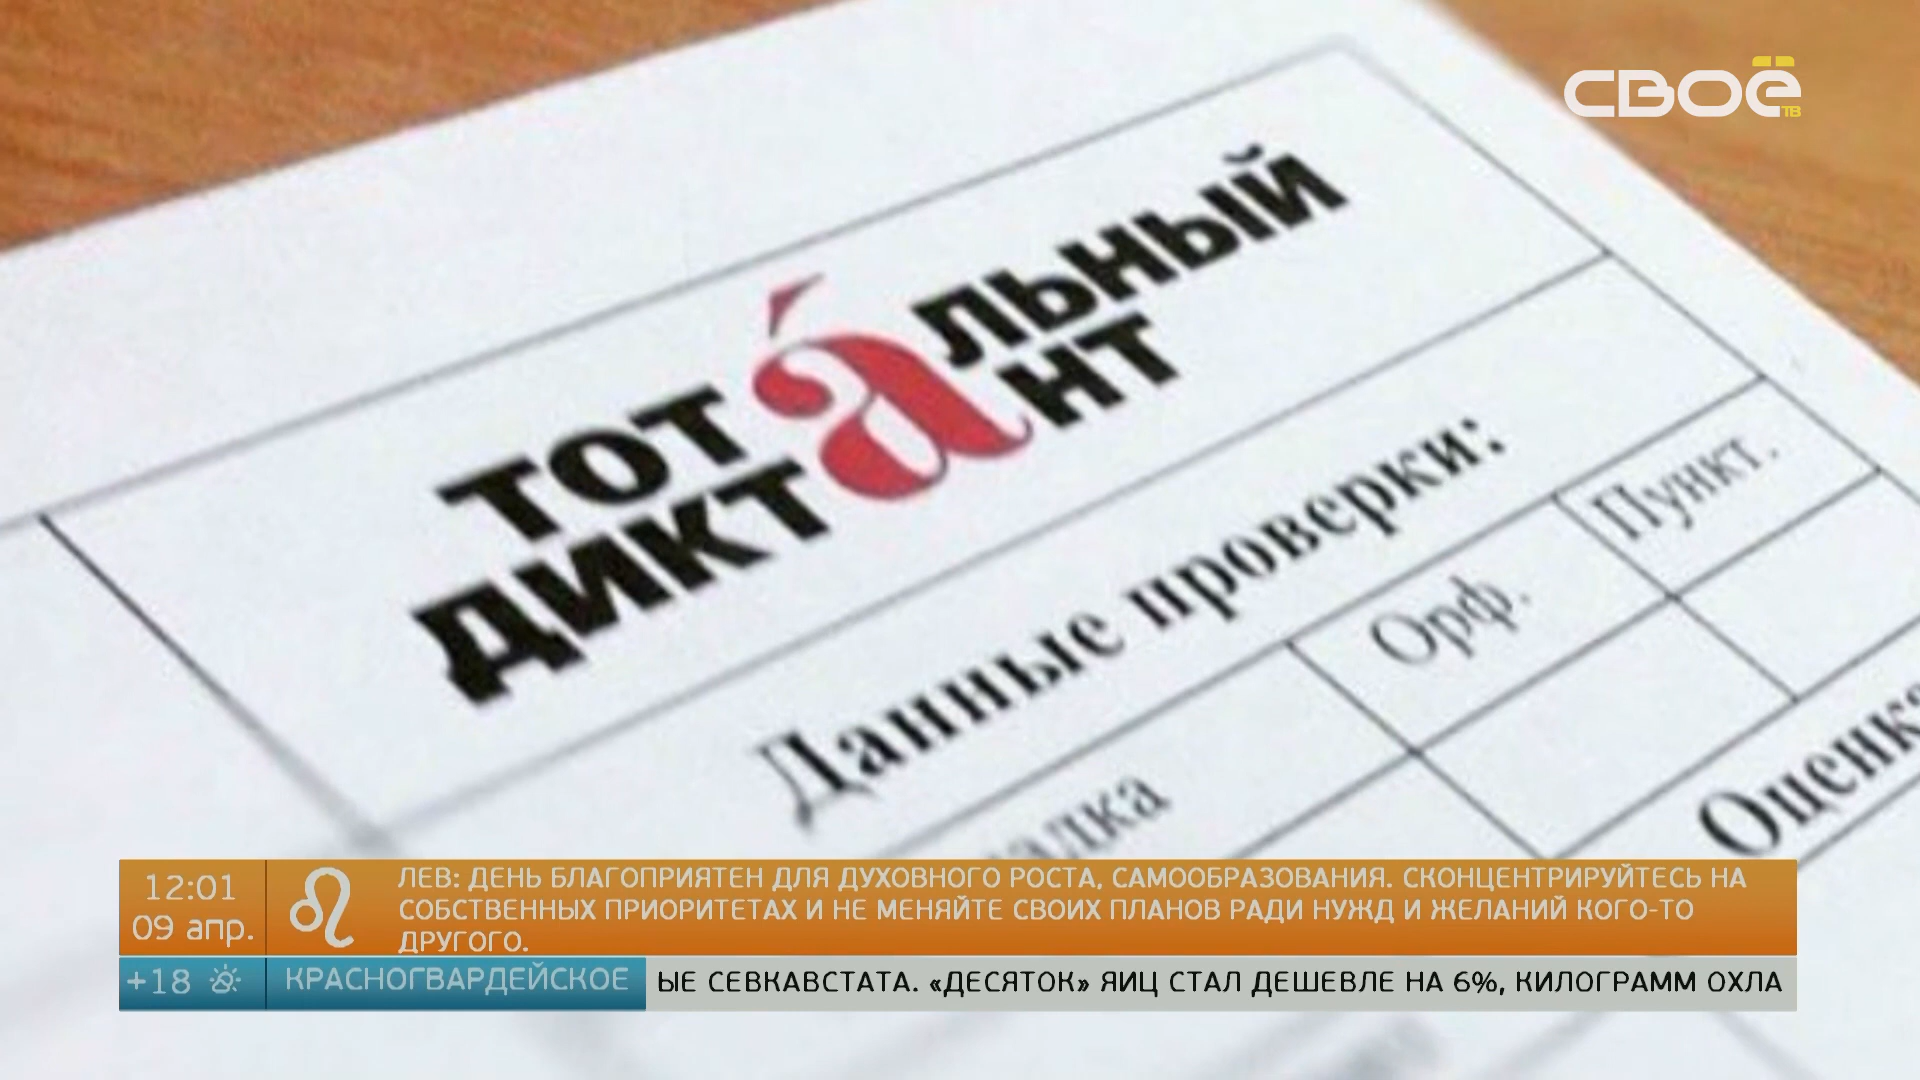 СВОЁ
ТВ
ТОТАЛЬНЫЙ
ДИКТАНТ
Данные проверки:
Орф.
Пункт.
12:01
09 апр.
ЛЕВ: ДЕНЬ БЛАГОПРИЯТЕН ДЛЯ ДУХОВНОГО РОСТА, САМООБРАЗОВАНИЯ. СКОНЦЕНТРИРУЙТЕСЬ НА
СОБСТВЕННЫХ ПРИОРИТЕТАХ И НЕ МЕНЯЙТЕ СВОИХ ПЛАНОВ РАДИ НУЖД И ЖЕЛАНИЙ КОГО-ТО
ДРУГОГО.
+18
КРАСНОГВАРДЕЙСКОЕ
ЫЕ СЕВКАВСТАТА. «ДЕСЯТОК» ЯИЦ СТАЛ ДЕШЕВЛЕ НА 6%, КИЛОГРАММ ОХЛА